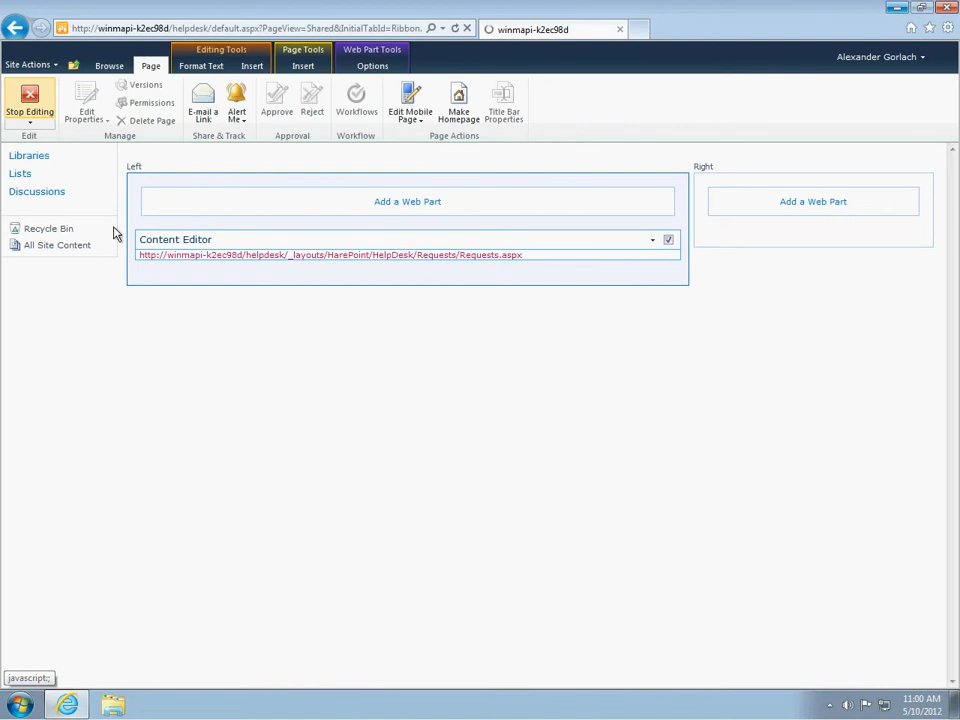 http://winmapi-k2ec98d/helpdesk/default.aspx?PageView=Shared&InitialTabId=Ribbon.
winmapi-k2ec98d
Site Actions
Browse
Page
Editing Tools
Format Text
Insert
Page Tools
Insert
Web Part Tools
Options
Alexander Gorlach
Stop Editing
Edit
Edit Properties
Versions
Permissions
Delete Page
Manage
E-mail a Link
Alert Me
Share & Track
Approve
Reject
Approval
Workflows
Workflow
Edit Mobile Page
Make Homepage
Title Bar Properties
Page Actions
Libraries
Lists
Discussions
Recycle Bin
All Site Content
Left
Add a Web Part
Content Editor
http://winmapi-k2ec98d/helpdesk/_layouts/HarePoint/HelpDesk/Requests/Requests.aspx
Right
Add a Web Part
javascript:;
11:00 AM
5/10/2012